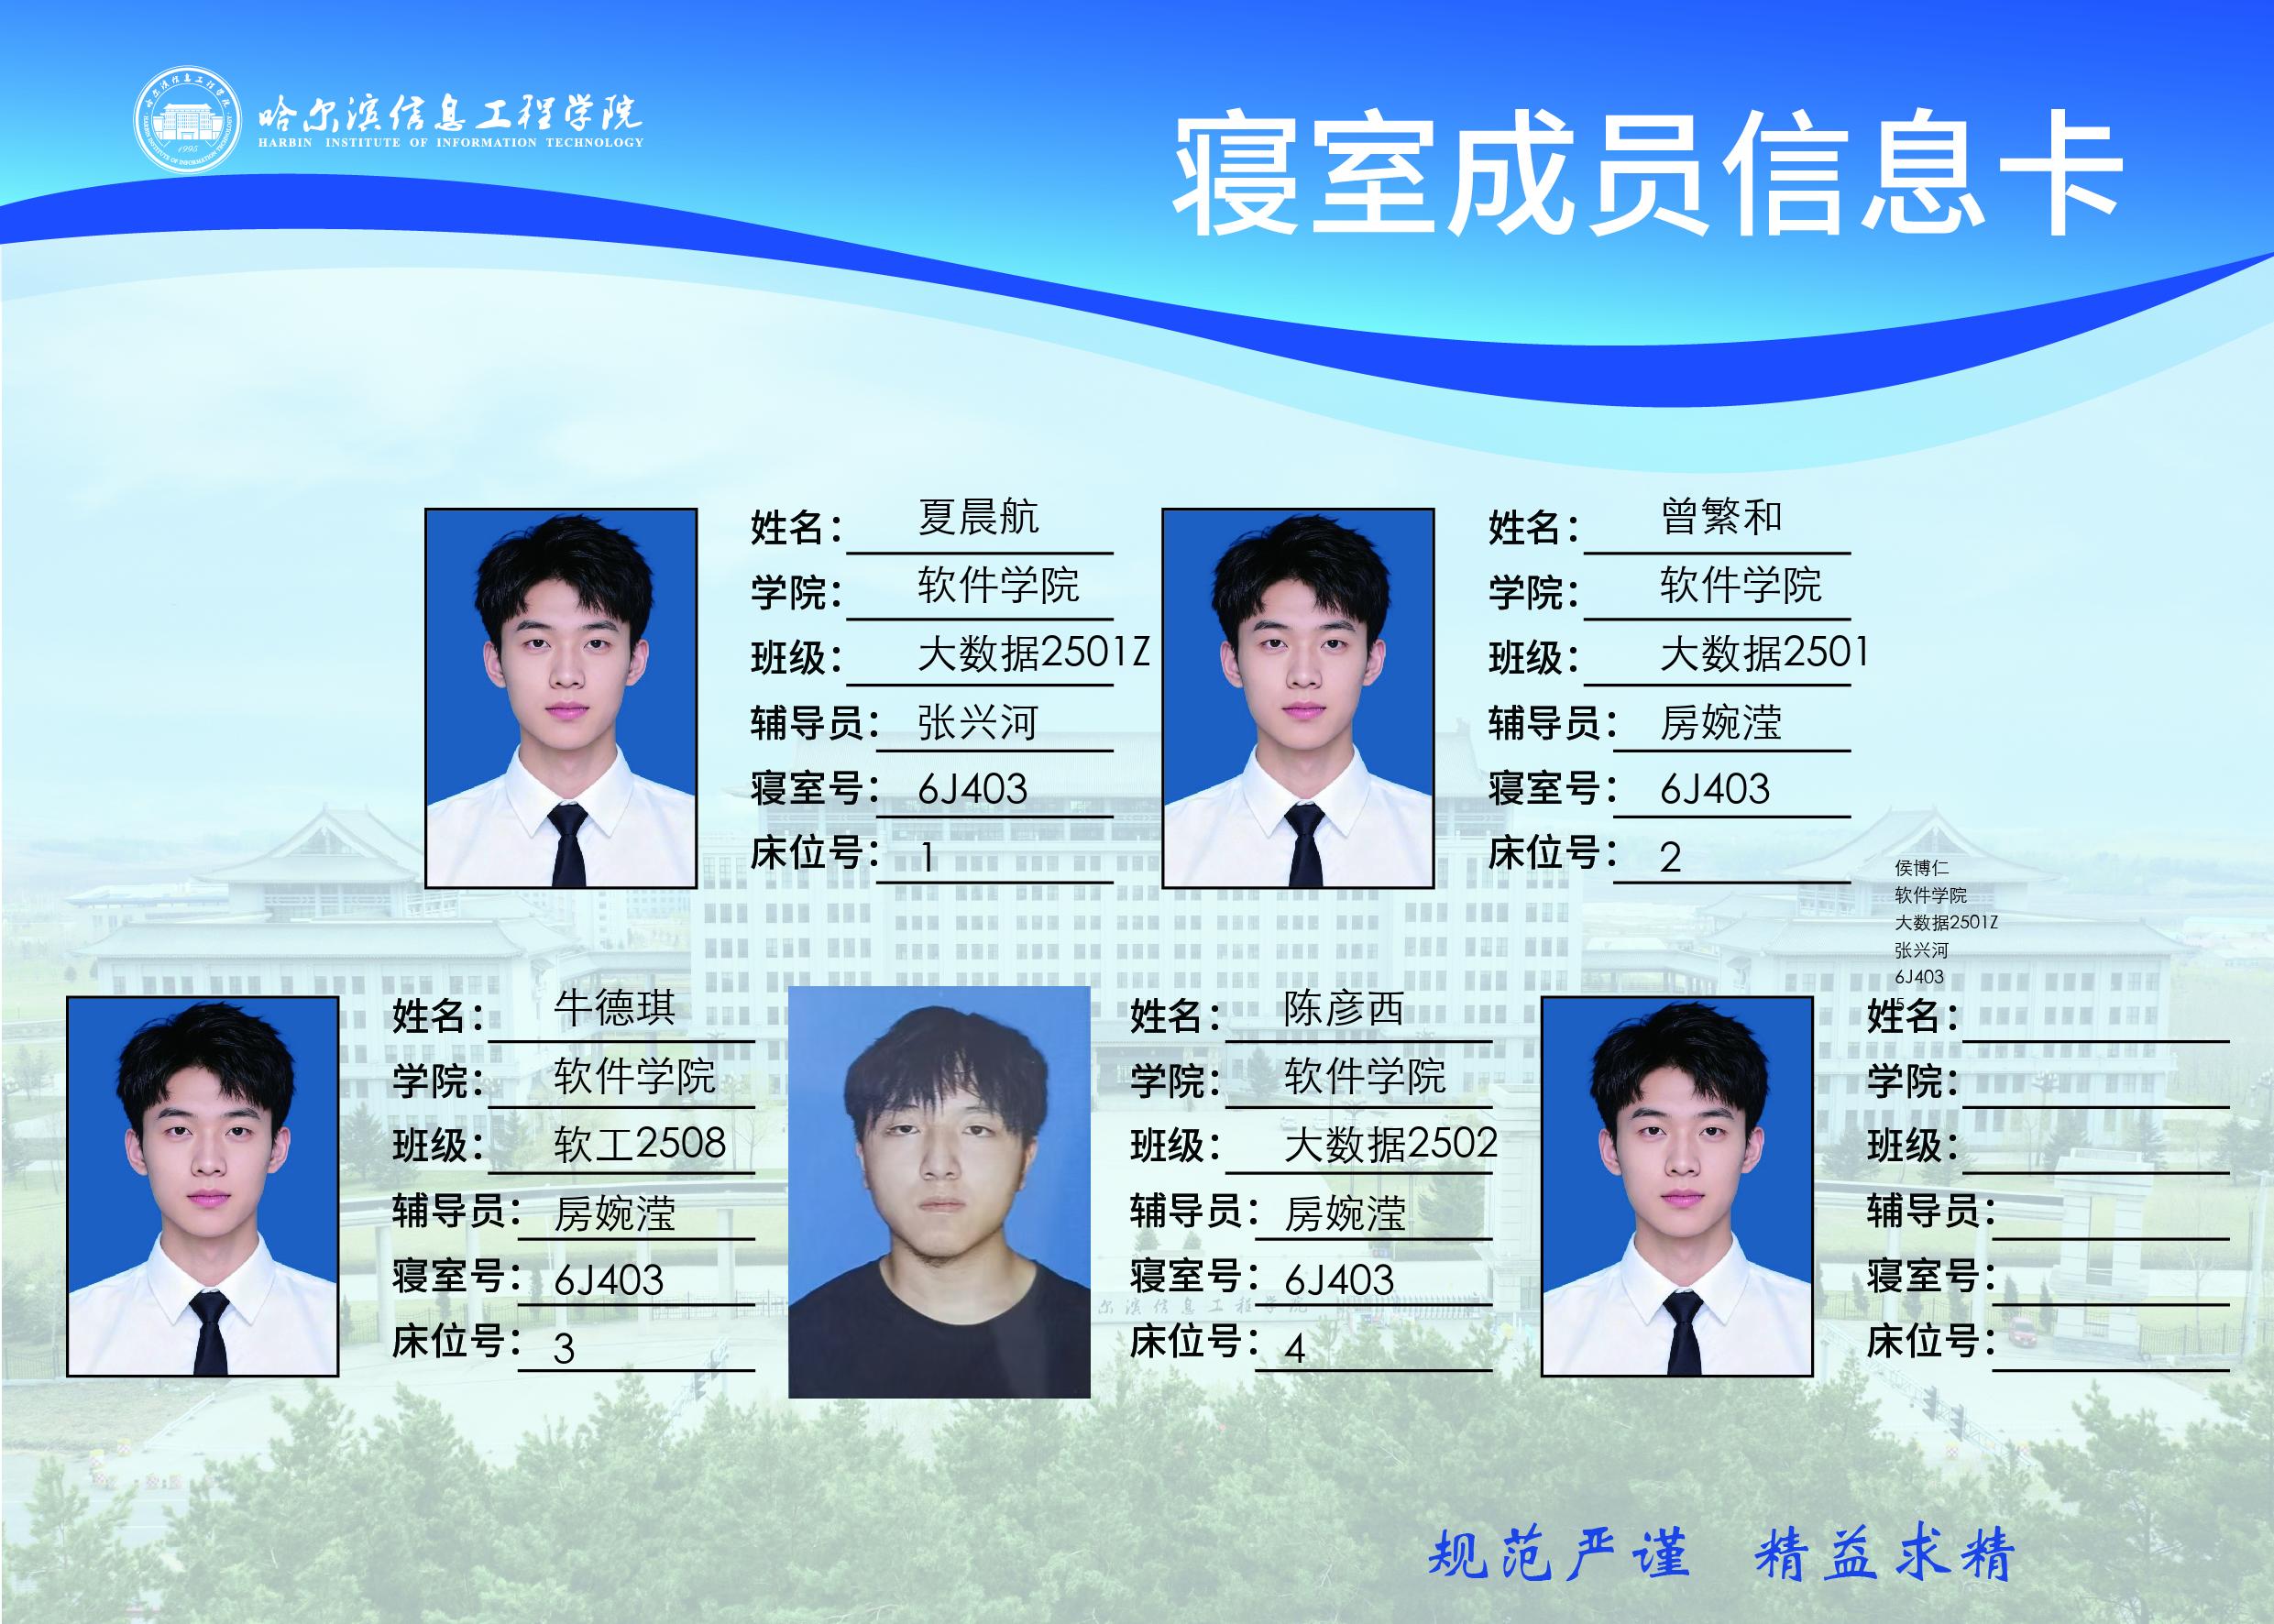 哈尔滨信息工程学院
HARBIN INSTITUTE OF INFORMATION TECHNOLOGY
1995
寝室成员信息卡
姓名： 夏晨航
学院： 软件学院
班级： 大数据2501Z
辅导员： 张兴河
寝室号： 6J403
床位号： 1
姓名： 曾繁和
学院： 软件学院
班级： 大数据2501
辅导员： 房婉滢
寝室号： 6J403
床位号： 2
侯博仁
软件学院
大数据2501Z
张兴河
6J403
5
姓名： 牛德琪
学院： 软件学院
班级： 软工2508
辅导员： 房婉滢
寝室号： 6J403
床位号： 3
姓名： 陈彦西
学院： 软件学院
班级： 大数据2502
辅导员： 房婉滢
寝室号： 6J403
床位号： 4
姓名：
学院：
班级：
辅导员：
寝室号：
床位号：
尔滨信息工程学院
规范严谨 精益求精